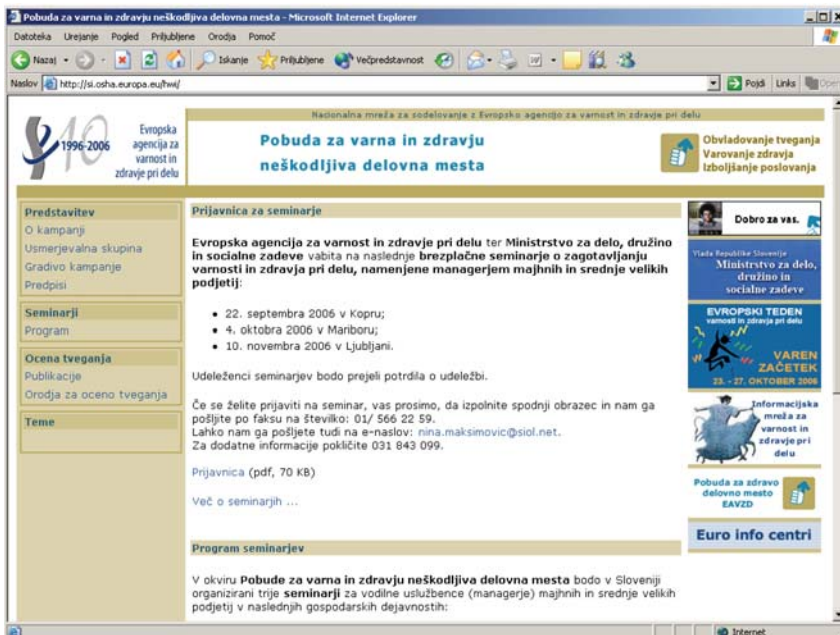 Pobuda za varna in zdravju neškodljiva delovna mesta - Microsoft Internet Explorer
Datoteka Urejanje Pogled Priljubljene Orodja Pomoč
Nazaj Iskanje Priljubljene Večpredstavnost
Naslov http://si.osha.europa.eu/hwi/ Pojdi Links
Nacionalna mreža za sodelovanje z Evropsko agencijo za varnost in zdravje pri delu
1996-2006
Evropska
agencija za
varnost in
zdravje pri delu
Pobuda za varna in zdravju
neškodljiva delovna mesta
Obvladovanje tveganja
Varovanje zdravja
Izboljšanje poslovanja
Predstavitev
O kampanji
Usmerjevalna skupina
Gradivo kampanje
Predpisi
Seminarji
Program
Ocena tveganja
Publikacije
Orodja za oceno tveganja
Teme
Prijavnica za seminarje
Evropska agencija za varnost in zdravje pri delu ter Ministrstvo za delo, družino
in socialne zadeve vabita na naslednje brezplačne seminarje o zagotavljanju
varnosti in zdravja pri delu, namenjene managerjem majhnih in srednje velikih
podjetij:
• 22. septembra 2006 v Kopru;
• 4. oktobra 2006 v Mariboru;
• 10. novembra 2006 v Ljubljani.
Udeleženci seminarjev bodo prejeli potrdila o udeležbi.
Če se želite prijaviti na seminar, vas prosimo, da izpolnite spodnji obrazec in nam ga
pošljite po faksu na številko: 01/ 566 22 59.
Lahko nam ga pošljete tudi na e-naslov: nina.maksimovic@siol.net.
Za dodatne informacije pokličite 031 843 099.
Prijavnica (pdf, 70 KB)
Več o seminarjih ...
Program seminarjev
V okviru Pobude za varna in zdravju neškodljiva delovna mesta bodo v Sloveniji
organizirani trije seminarji za vodilne uslužbence (managerje) majhnih in srednje velikih
podjetij v naslednjih gospodarskih dejavnostih:
Dobro za vas.
Vlada Republike Slovenije
Ministrstvo za delo,
družino in
socialne zadeve
EVROPSKI TEDEN
varnosti in zdravja pri delu
VAREN
ZAČETEK
23. - 27. OKTOBER 2006
Informacijska
mreža za
varnost in
zdravje pri
delu
Pobuda za zdravo
delovno mesto
EAVZD
Euro info centri
Internet